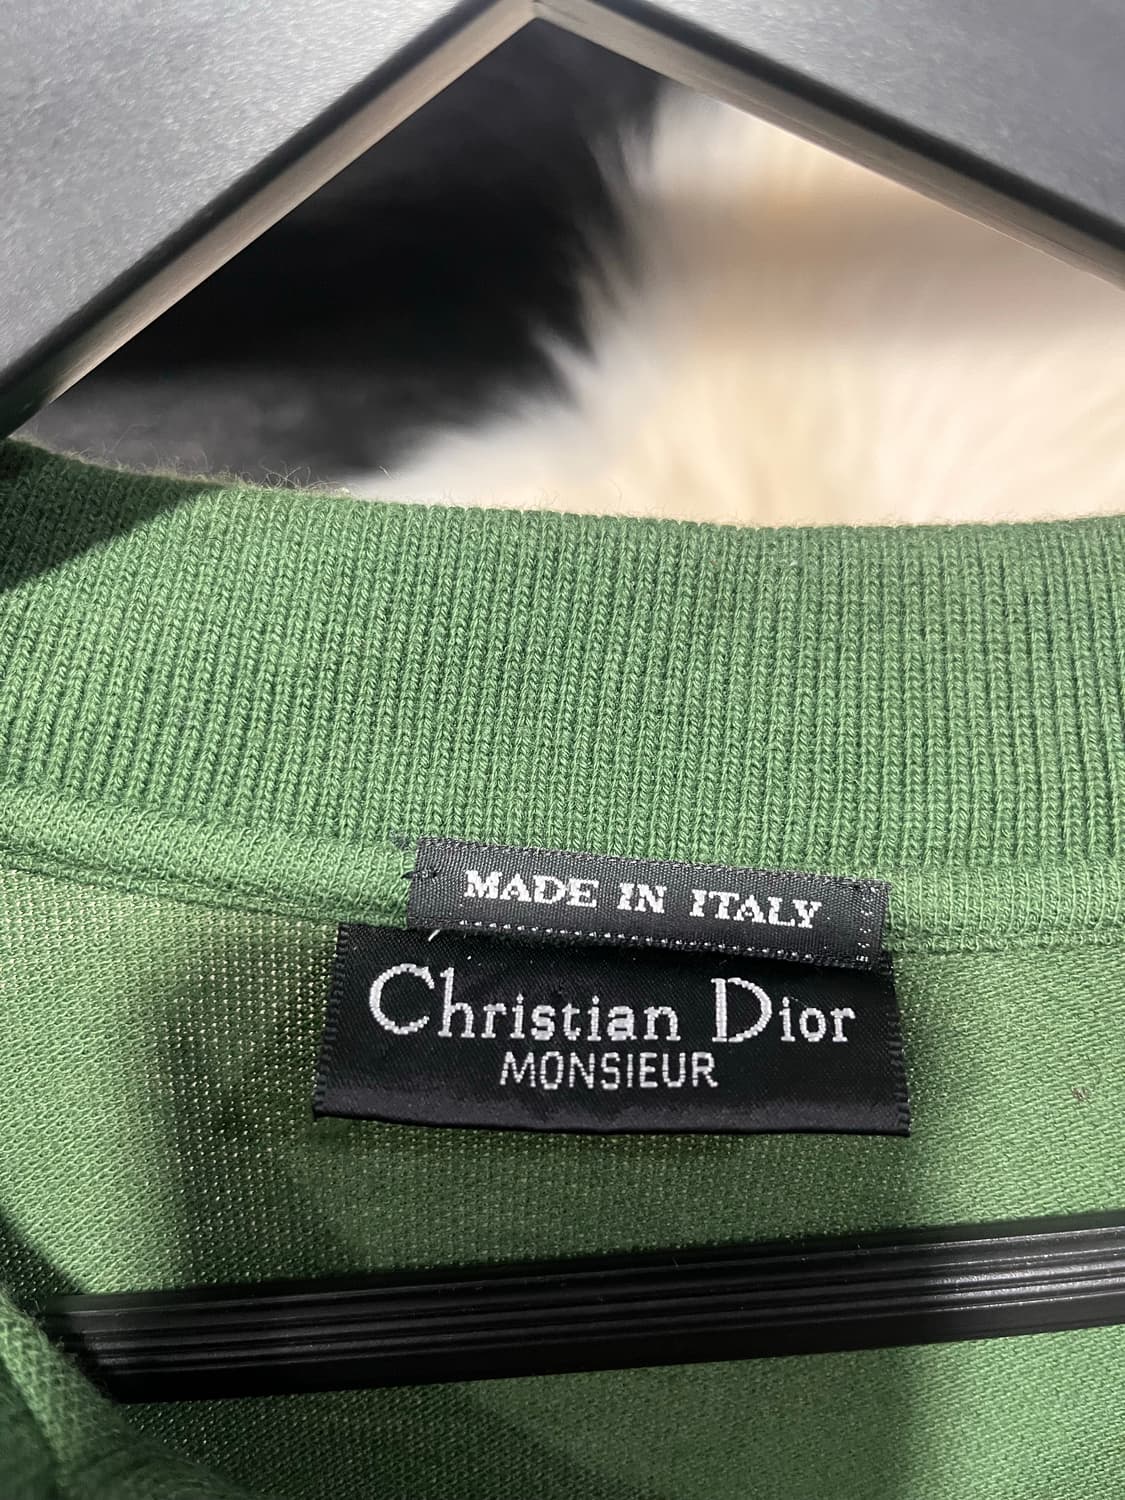 MADE IN ITALY
Christian Dior
MONSIEUR